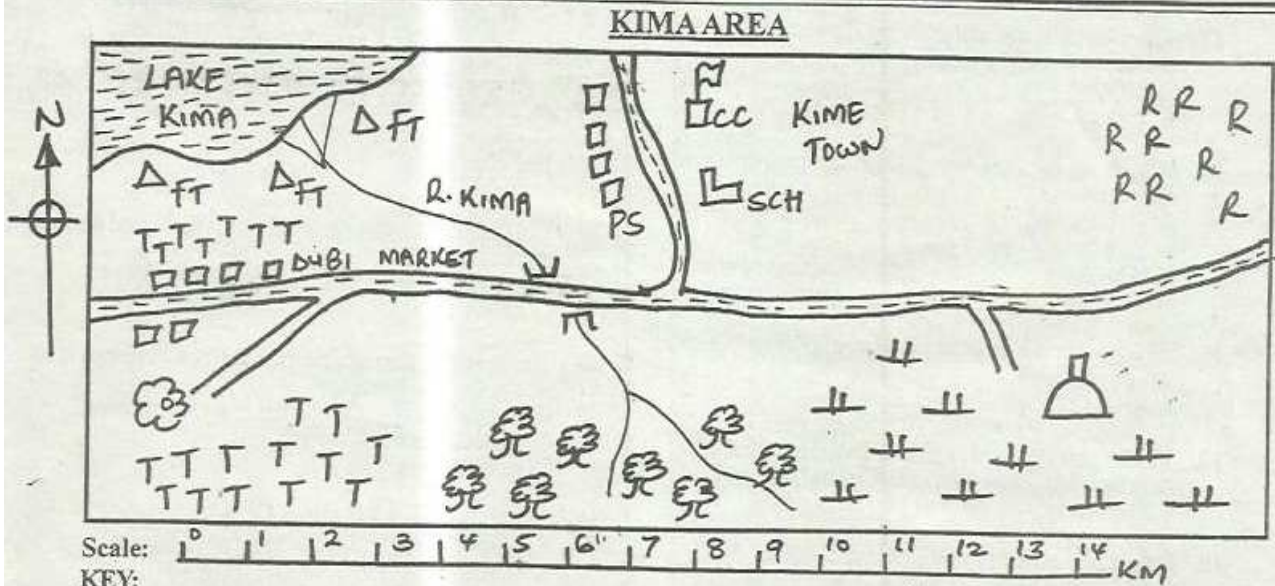 KIMA AREA
LAKE
KIMA
FT
FT
FT
R. KIMA
PS
CC
SCH
KIME
TOWN
R R R
R R
R
R R
R
N
T T T T T T
DUBI MARKET
T T
T T T T T T
T T T T T
Scale: 0 1 2 3 4 5 6 7 8 9 10 11 12 13 14 KM
KEY: